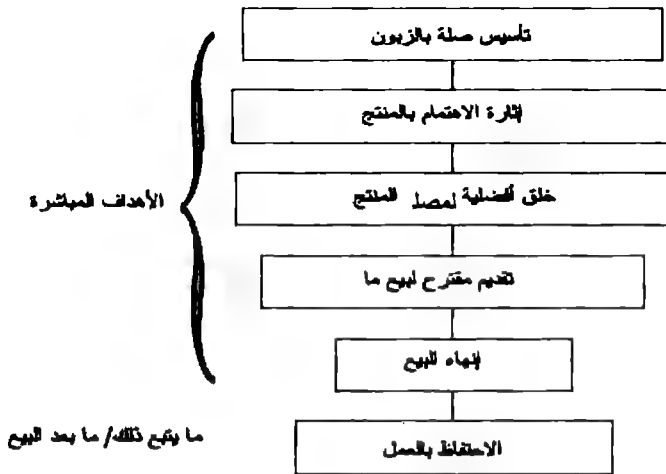 تأسيس صلة بالزبون
إثارة الاهتمام بالمنتج
خلق أفضلية لمصلـ المنتج
الأهداف المباشرة
تقديم مقترح لبيع ما
إنهاء البيع
ما يتبع ذلك/ ما بعد البيع
الاحتفاظ بالعمل